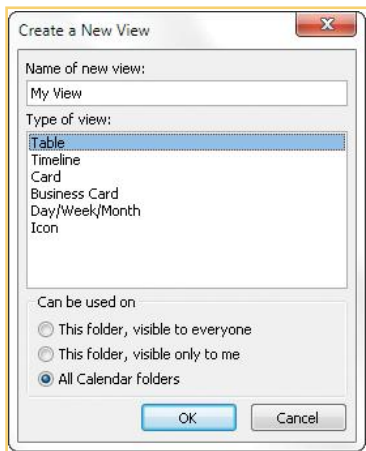 Create a New View
Name of new view:
My View
Type of view:
Table
Timeline
Card
Business Card
Day/Week/Month
Icon
Can be used on
This folder, visible to everyone
This folder, visible only to me
All Calendar folders
OK Cancel